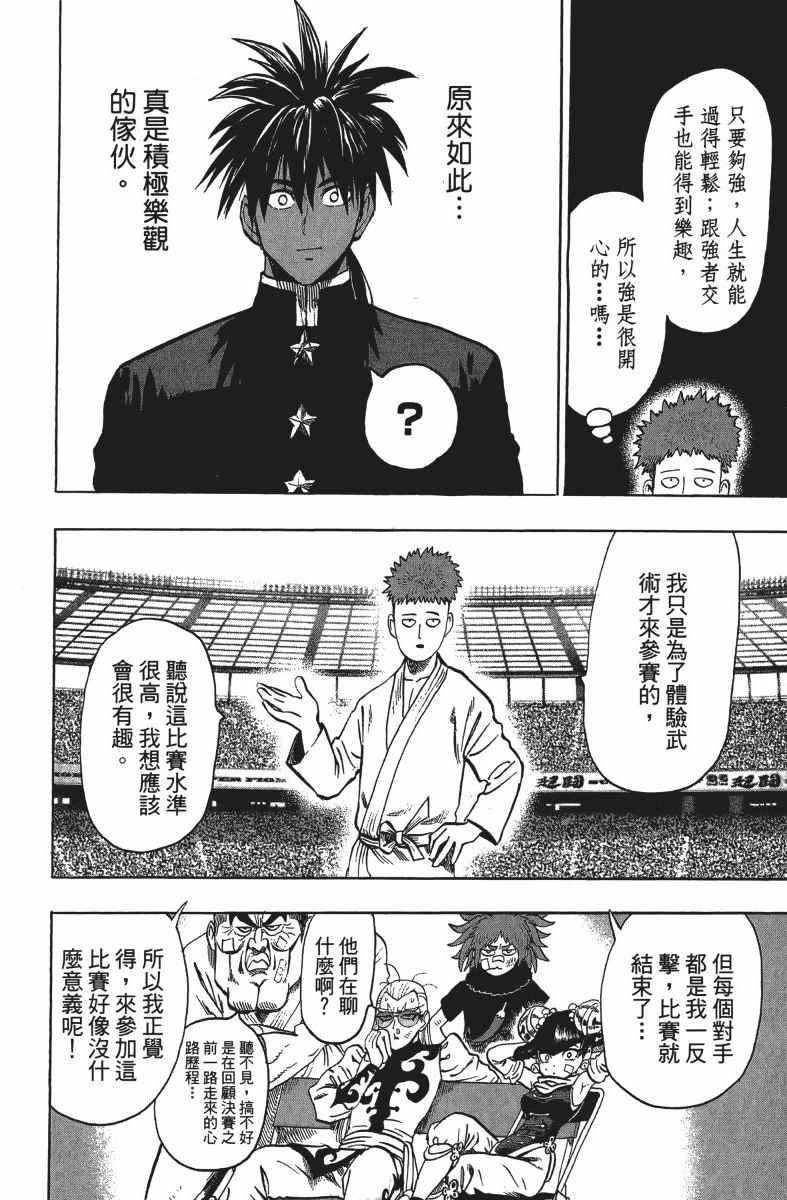 只要夠強，人生就能
過得輕鬆；跟強者交
手也能得到樂趣，
所以強是很開
心的…嗎…
原來如此…
真是積極樂觀
的傢伙。
？
我只是為了體驗武
術才來參賽的，
聽說這比賽水準
很高，我想應該
會很有趣。
但每個對手
都是我一反
擊，比賽就
結束了…
他們在聊
什麼啊？
聽不見，搞不好
是在回顧決賽之
前一路走來的心
路歷程…
所以我正覺
得，來參加這
比賽好像沒什
麼意義呢！